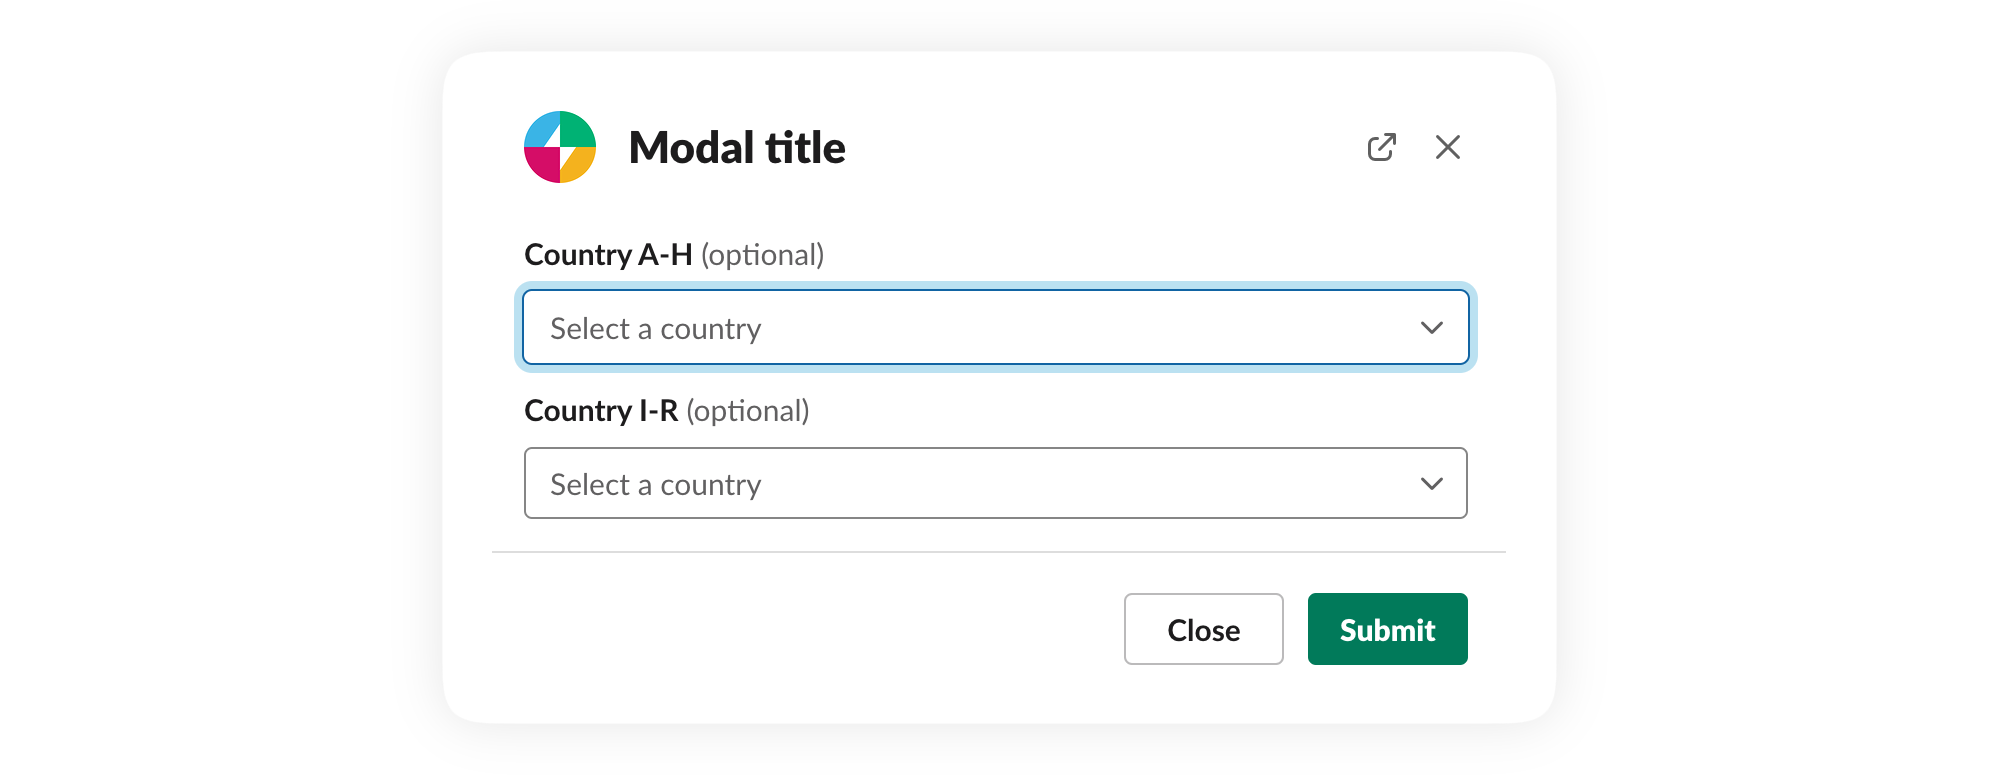 Modal title
Country A-H (optional)
Select a country
Country I-R (optional)
Select a country
Close Submit